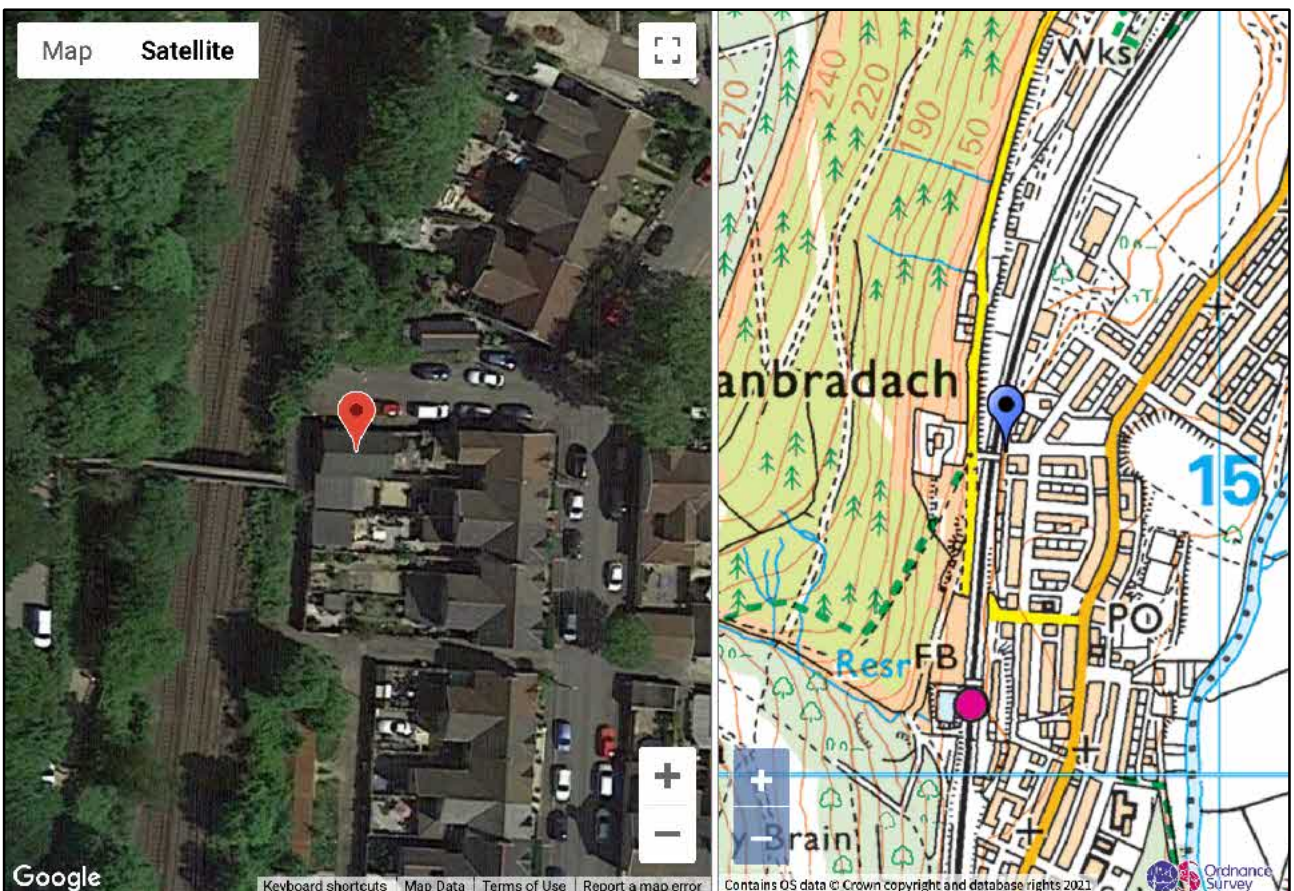 Map Satellite
Google
Keyboard shortcuts Map Data Terms of Use Report a map error
Wks
270
240
220
190
150
anbradach
15
PO
Resr
FB
y Brain
Contains OS data © Crown copyright and database rights 2021
Ordnance
Survey